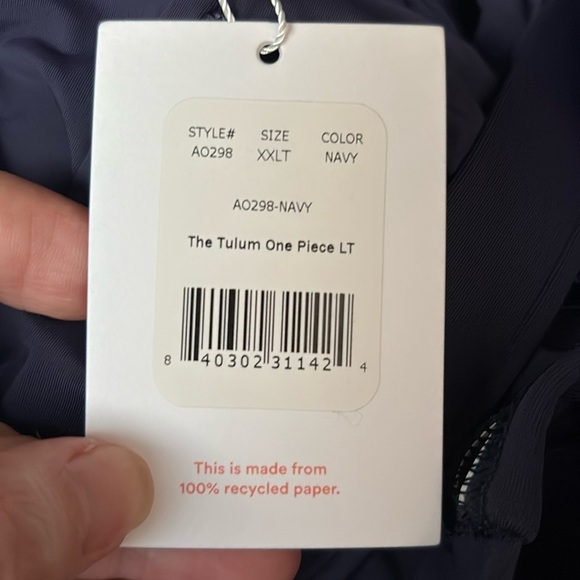 STYLE# SIZE COLOR
AO298 XXLT NAVY
AO298-NAVY
The Tulum One Piece LT
8 40302 31142 4
This is made from
100% recycled paper.